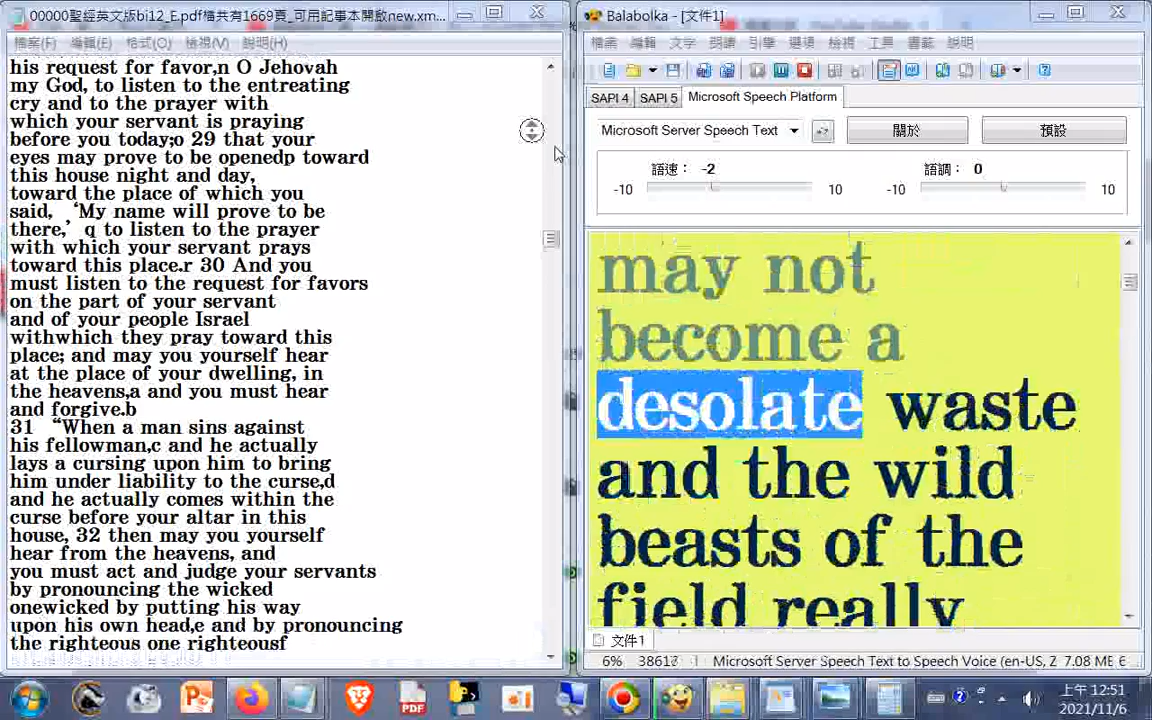 00000聖經英文版bi12_E.pdf檔共有1669頁_可用記事本開啟new.xm...
檔案(F) 編輯(E) 格式(O) 檢視(V) 說明(H)
his request for favor,n O Jehovah
my God, to listen to the entreating
cry and to the prayer with
which your servant is praying
before you today;o 29 that your
eyes may prove to be openedp toward
this house night and day,
toward the place of which you
said, ‘My name will prove to be
there,’ q to listen to the prayer
with which your servant prays
toward this place.r 30 And you
must listen to the request for favors
on the part of your servant
and of your people Israel
withwhich they pray toward this
place; and may you yourself hear
at the place of your dwelling, in
the heavens,a and you must hear
and forgive.b
31 “When a man sins against
his fellowman,c and he actually
lays a cursing upon him to bring
him under liability to the curse,d
and he actually comes within the
curse before your altar in this
house, 32 then may you yourself
hear from the heavens, and
you must act and judge your servants
by pronouncing the wicked
onewicked by putting his way
upon his own head,e and by pronouncing
the righteous one righteousf
Balabolka - [文件1]
檔案 編輯 文字 朗讀 引擎 選項 檢視 工具 書籤 說明
SAPI 4 SAPI 5 Microsoft Speech Platform
Microsoft Server Speech Text 關於 預設
語速: -2 語調: 0
-10 10 -10 10
may not
become a
desolate waste
and the wild
beasts of the
field really
文件1
6% Microsoft Server Speech Text to Speech Voice (en-US, Z 7.08 MB 6
PDF
上午 12:51
2021/11/6